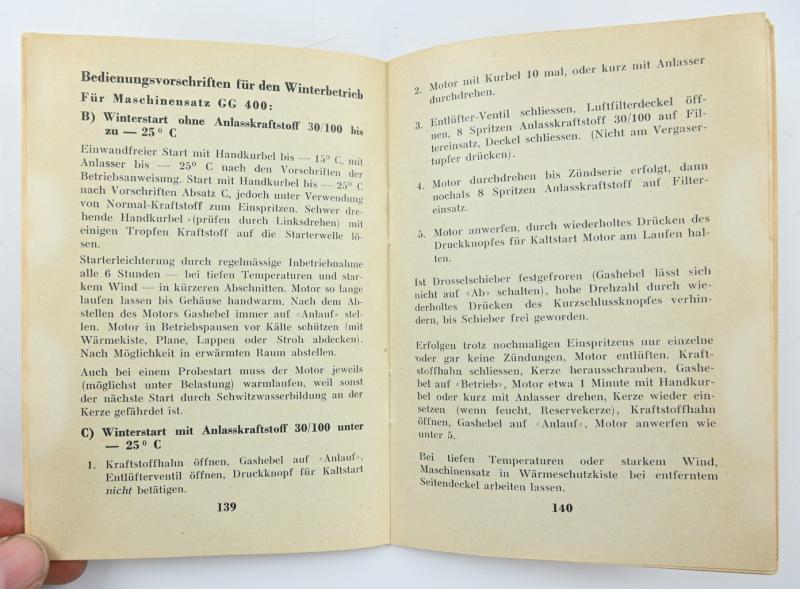 Bedienungsvorschriften für den Winterbetrieb
Für Maschinensatz GG 400:
B) Winterstart ohne Anlasskraftstoff 30/100 bis
zu — 25° C
Einwandfreier Start mit Handkurbel bis — 15° C, mit
Anlasser bis — 25° C nach den Vorschriften der
Betriebsanweisung. Start mit Handkurbel bis — 25° C
nach Vorschriften Absatz C, jedoch unter Verwendung
von Normal-Kraftstoff zum Einspritzen. Schwer dre-
hende Handkurbel (prüfen durch Linksdrehen) mit
einigen Tropfen Kraftstoff auf die Starterwelle lö-
sen.
Starterleichterung durch regelmässige Inbetriebnahme
alle 6 Stunden — bei tiefen Temperaturen und star-
kem Wind — in kürzeren Abschnitten. Motor so lange
laufen lassen bis Gehäuse handwarm. Nach dem Ab-
stellen des Motors Gashebel immer auf «Anlauf» stel-
len. Motor in Betriebspausen vor Kälte schützen (mit
Wärmekiste, Plane, Lappen oder Stroh abdecken).
Nach Möglichkeit in erwärmten Raum abstellen.
Auch bei einem Probestart muss der Motor jeweils
(möglichst unter Belastung) warmlaufen, weil sonst
der nächste Start durch Schwitzwasserbildung an der
Kerze gefährdet ist.
C) Winterstart mit Anlasskraftstoff 30/100 unter
— 25° C
1. Kraftstoffhahn öffnen, Gashebel auf «Anlauf»,
Entlüfterventil öffnen, Druckknopf für Kaltstart
nicht betätigen.
139
2. Motor mit Kurbel 10 mal, oder kurz mit Anlasser
durchdrehen.
3. Entlüfter-Ventil schliessen, Luftfilterdeckel öff-
nen, 8 Spritzen Anlasskraftstoff 30/100 auf Fil-
tereinsatz, Deckel schliessen. (Nicht am Vergaser-
tupfer drücken).
4. Motor durchdrehen bis Zündserie erfolgt, dann
nochals 8 Spritzen Anlasskraftstoff auf Filter-
einsatz.
5. Motor anwerfen, durch wiederholtes Drücken des
Druckknopfes für Kaltstart Motor am Laufen hal-
ten.
Ist Drosselschieber festgefroren (Gashebel lässt sich
nicht auf «Ab» schalten), hohe Drehzahl durch wie-
derholtes Drücken des Kurzschlussknopfes verhin-
dern, bis Schieber frei geworden.
Erfolgen trotz nochmaligen Einspritzens nur einzelne
oder gar keine Zündungen, Motor entlüften. Kraft-
stoffhahn schliessen, Kerze herausschrauben, Gashe-
bel auf «Betrieb», Motor etwa 1 Minute mit Handkur-
bel oder kurz mit Anlasser drehen, Kerze wieder ein-
setzen (wenn feucht, Reservekerze), Kraftstoffhahn
öffnen, Gashebel auf «Anlauf», Motor anwerfen wie
unter 5.
Bei tiefen Temperaturen oder starkem Wind,
Maschinensatz in Wärmeschutzkiste bei entferntem
Seitendeckel arbeiten lassen.
140